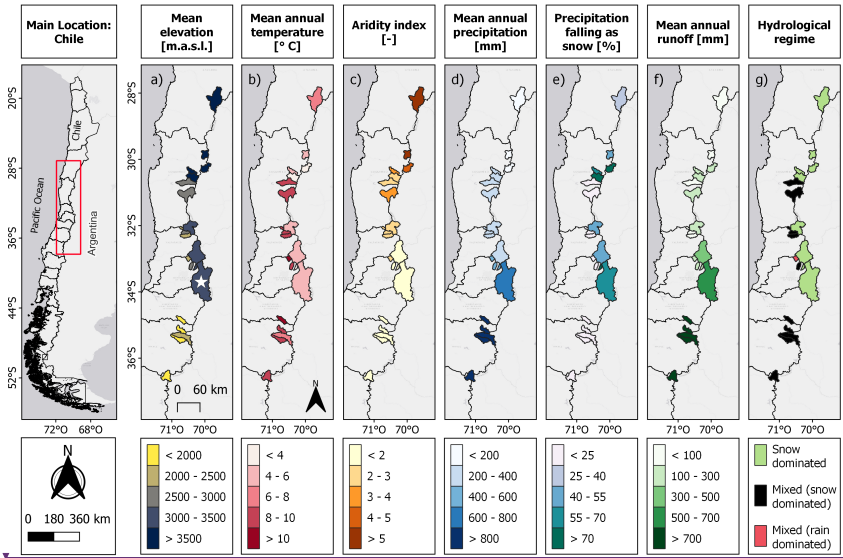 Main Location:
Chile
Mean
elevation
[m.a.s.l.]
Mean annual
temperature
[° C]
Aridity index
[-]
Mean annual
precipitation
[mm]
Precipitation
falling as
snow [%]
Mean annual
runoff [mm]
Hydrological
regime
20°S
28°S
36°S
44°S
52°S
72°O
68°O
Chile
Pacific Ocean
Argentina
28°S
30°S
32°S
34°S
36°S
a)
b)
c)
d)
e)
f)
g)
0 60 km
N
71°O 70°O
71°O 70°O
71°O 70°O
71°O 70°O
71°O 70°O
71°O 70°O
71°O 70°O
N
0 180 360 km
< 2000
2000 - 2500
2500 - 3000
3000 - 3500
> 3500
< 4
4 - 6
6 - 8
8 - 10
> 10
< 2
2 - 3
3 - 4
4 - 5
> 5
< 200
200 - 400
400 - 600
600 - 800
> 800
< 25
25 - 40
40 - 55
55 - 70
> 70
< 100
100 - 300
300 - 500
500 - 700
> 700
Snow
dominated
Mixed (snow
dominated)
Mixed (rain
dominated)